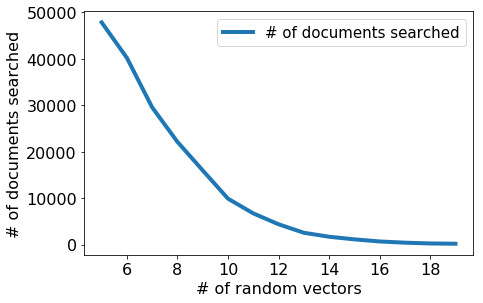 # of documents searched
# of documents searched
50000
40000
30000
20000
10000
0
6 8 10 12 14 16 18
# of random vectors